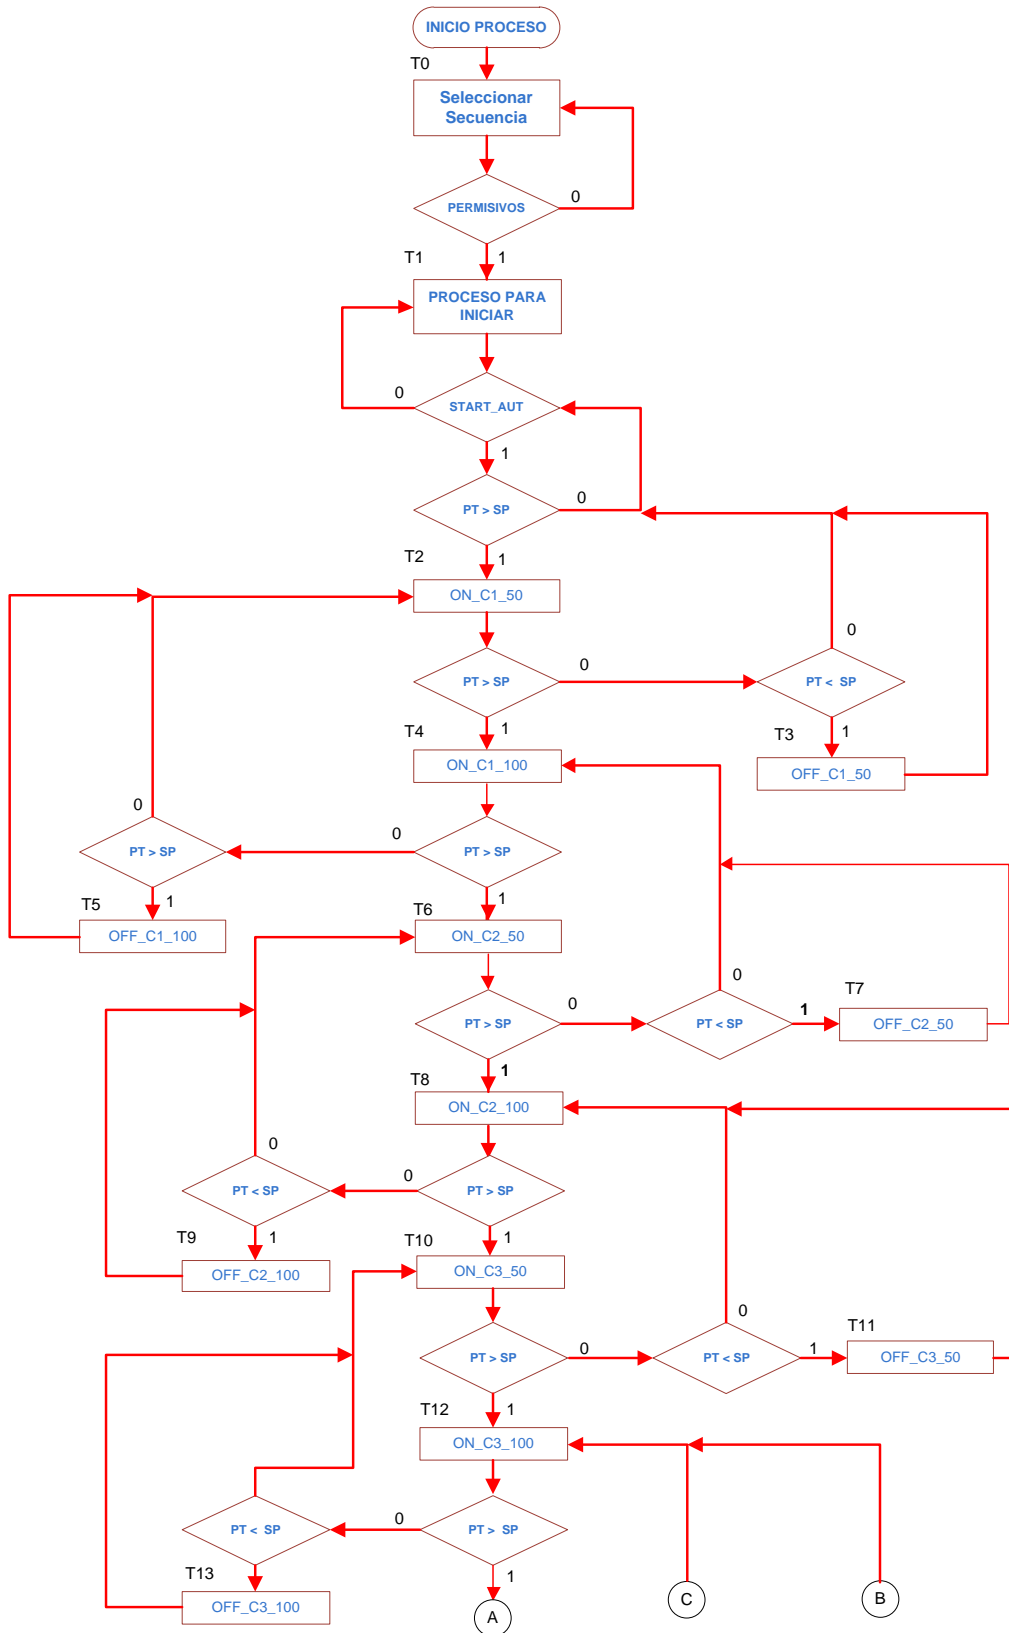 INICIO PROCESO
T0
Seleccionar
Secuencia
PERMISIVOS
0
1
T1
PROCESO PARA
INICIAR
0
START_AUT
1
PT > SP
0
1
T2
ON_C1_50
PT > SP
0
0
PT < SP
1
T4
1
T3
ON_C1_100
OFF_C1_50
0
PT > SP
0
PT > SP
1
T5
1
T6
OFF_C1_100
ON_C2_50
PT > SP
0
0
PT < SP
1
T7
OFF_C2_50
1
T8
ON_C2_100
0
PT < SP
0
PT > SP
1
T9
1
T10
OFF_C2_100
ON_C3_50
PT > SP
0
0
PT < SP
1
T11
OFF_C3_50
1
T12
ON_C3_100
PT < SP
0
PT > SP
T13
1
OFF_C3_100
A
C
B